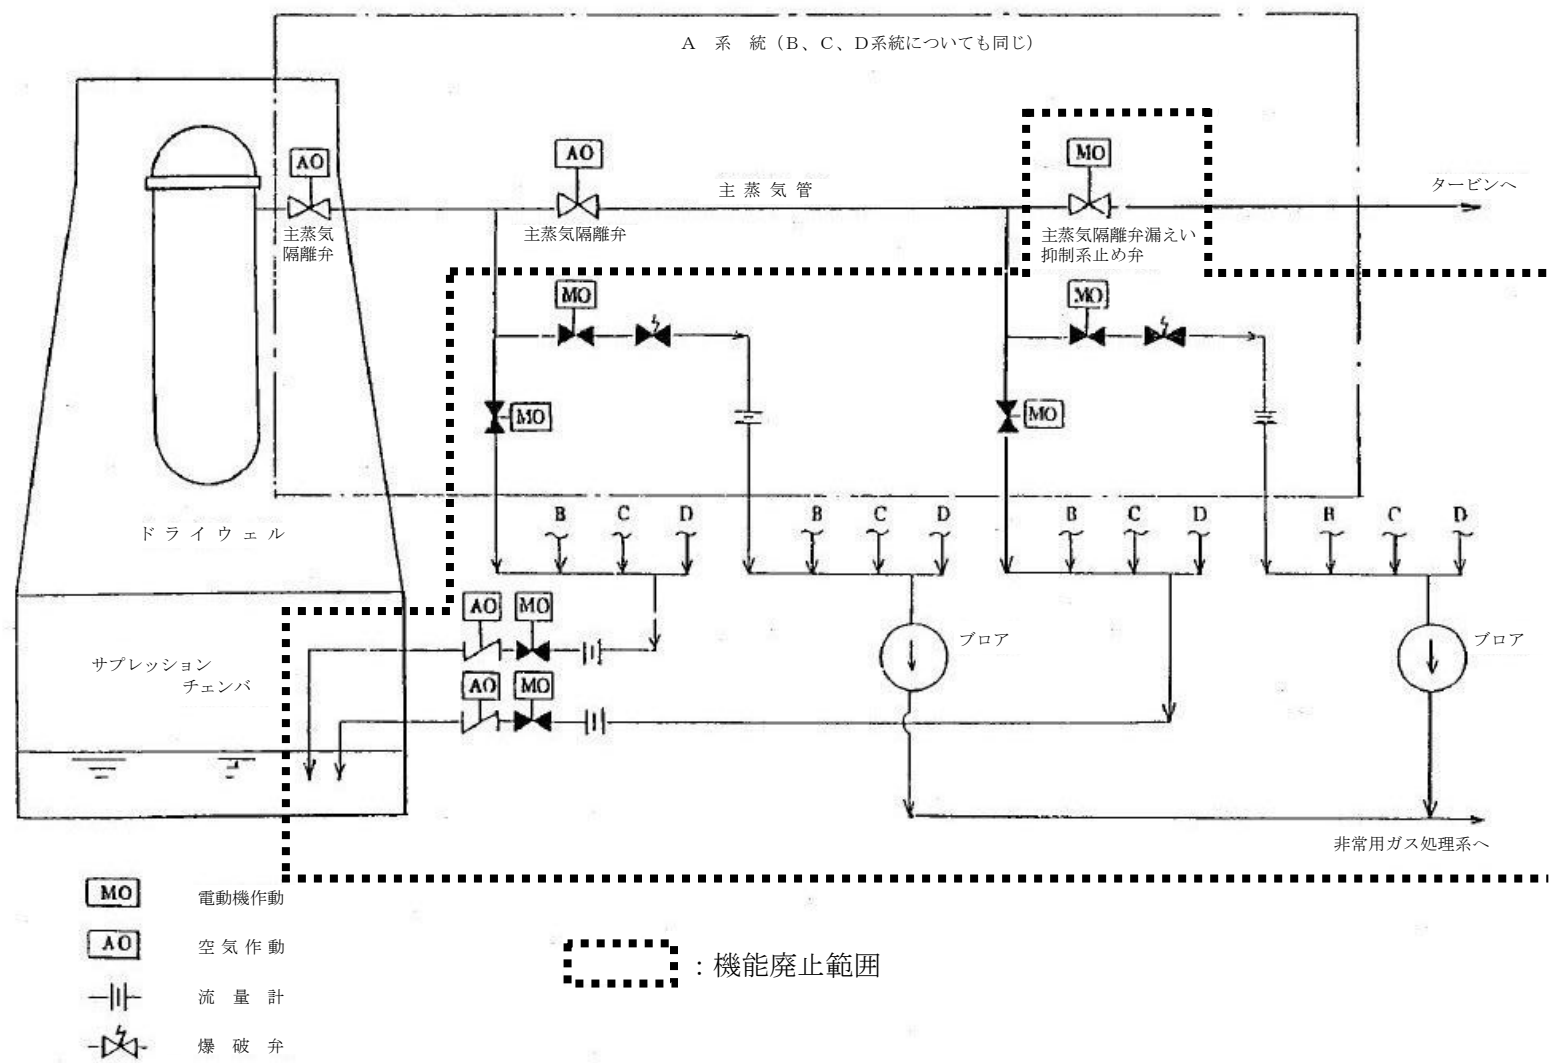 A 系 統（B、C、D系統についても同じ）
AO
AO
MO
主 蒸 気 管
タービンへ
主蒸気
隔離弁
主蒸気隔離弁
主蒸気隔離弁漏えい
抑制系止め弁
MO
MO
MO
MO
ド ラ イ ウ ェ ル
B
C
D
B
C
D
B
C
D
B
C
D
AO
MO
ブロア
ブロア
サプレッション
チェンバ
AO
MO
非常用ガス処理系へ
MO
電動機作動
AO
空 気 作 動
流 量 計
爆 破 弁
：機能廃止範囲